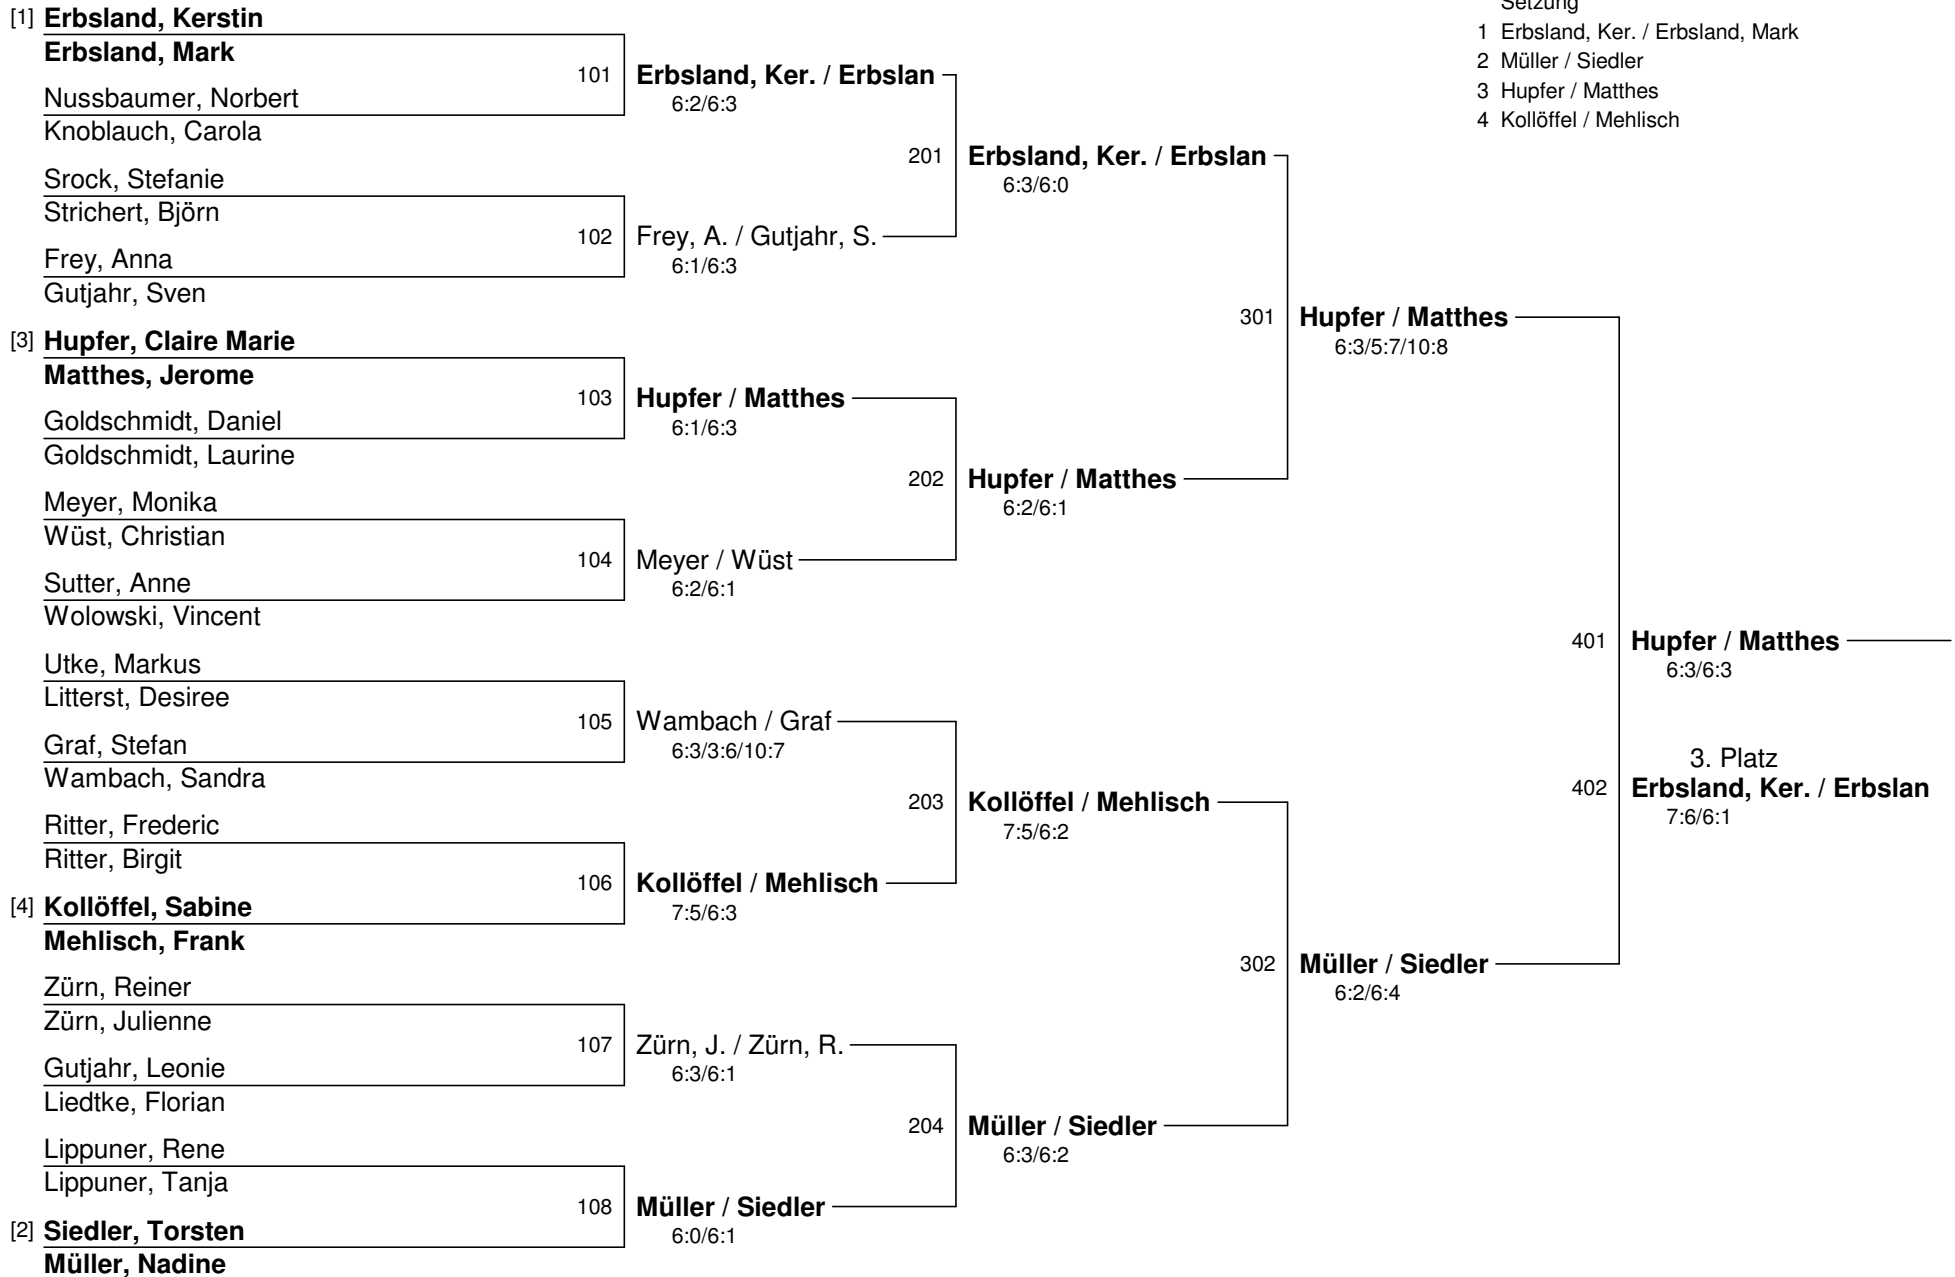 Setzung
1 Erbsland, Ker. / Erbsland, Mark
2 Müller / Siedler
3 Hupfer / Matthes
4 Kollöffel / Mehlisch
[1] Erbsland, Kerstin
Erbsland, Mark
Nussbaumer, Norbert
Knoblauch, Carola
Srock, Stefanie
Strichert, Björn
Frey, Anna
Gutjahr, Sven
[3] Hupfer, Claire Marie
Matthes, Jerome
Goldschmidt, Daniel
Goldschmidt, Laurine
Meyer, Monika
Wüst, Christian
Sutter, Anne
Wolowski, Vincent
Utke, Markus
Litterst, Desiree
Graf, Stefan
Wambach, Sandra
Ritter, Frederic
Ritter, Birgit
[4] Kollöffel, Sabine
Mehlisch, Frank
Zürn, Reiner
Zürn, Julienne
Gutjahr, Leonie
Liedtke, Florian
Lippuner, Rene
Lippuner, Tanja
[2] Siedler, Torsten
Müller, Nadine
101 Erbsland, Ker. / Erbslan
6:2/6:3
102 Frey, A. / Gutjahr, S.
6:1/6:3
103 Hupfer / Matthes
6:1/6:3
104 Meyer / Wüst
6:2/6:1
105 Wambach / Graf
6:3/3:6/10:7
106 Kollöffel / Mehlisch
7:5/6:3
107 Zürn, J. / Zürn, R.
6:3/6:1
108 Müller / Siedler
6:0/6:1
201 Erbsland, Ker. / Erbslan
6:3/6:0
202 Hupfer / Matthes
6:2/6:1
203 Kollöffel / Mehlisch
7:5/6:2
204 Müller / Siedler
6:3/6:2
301 Hupfer / Matthes
6:3/5:7/10:8
302 Müller / Siedler
6:2/6:4
401 Hupfer / Matthes
6:3/6:3
3. Platz
402 Erbsland, Ker. / Erbslan
7:6/6:1